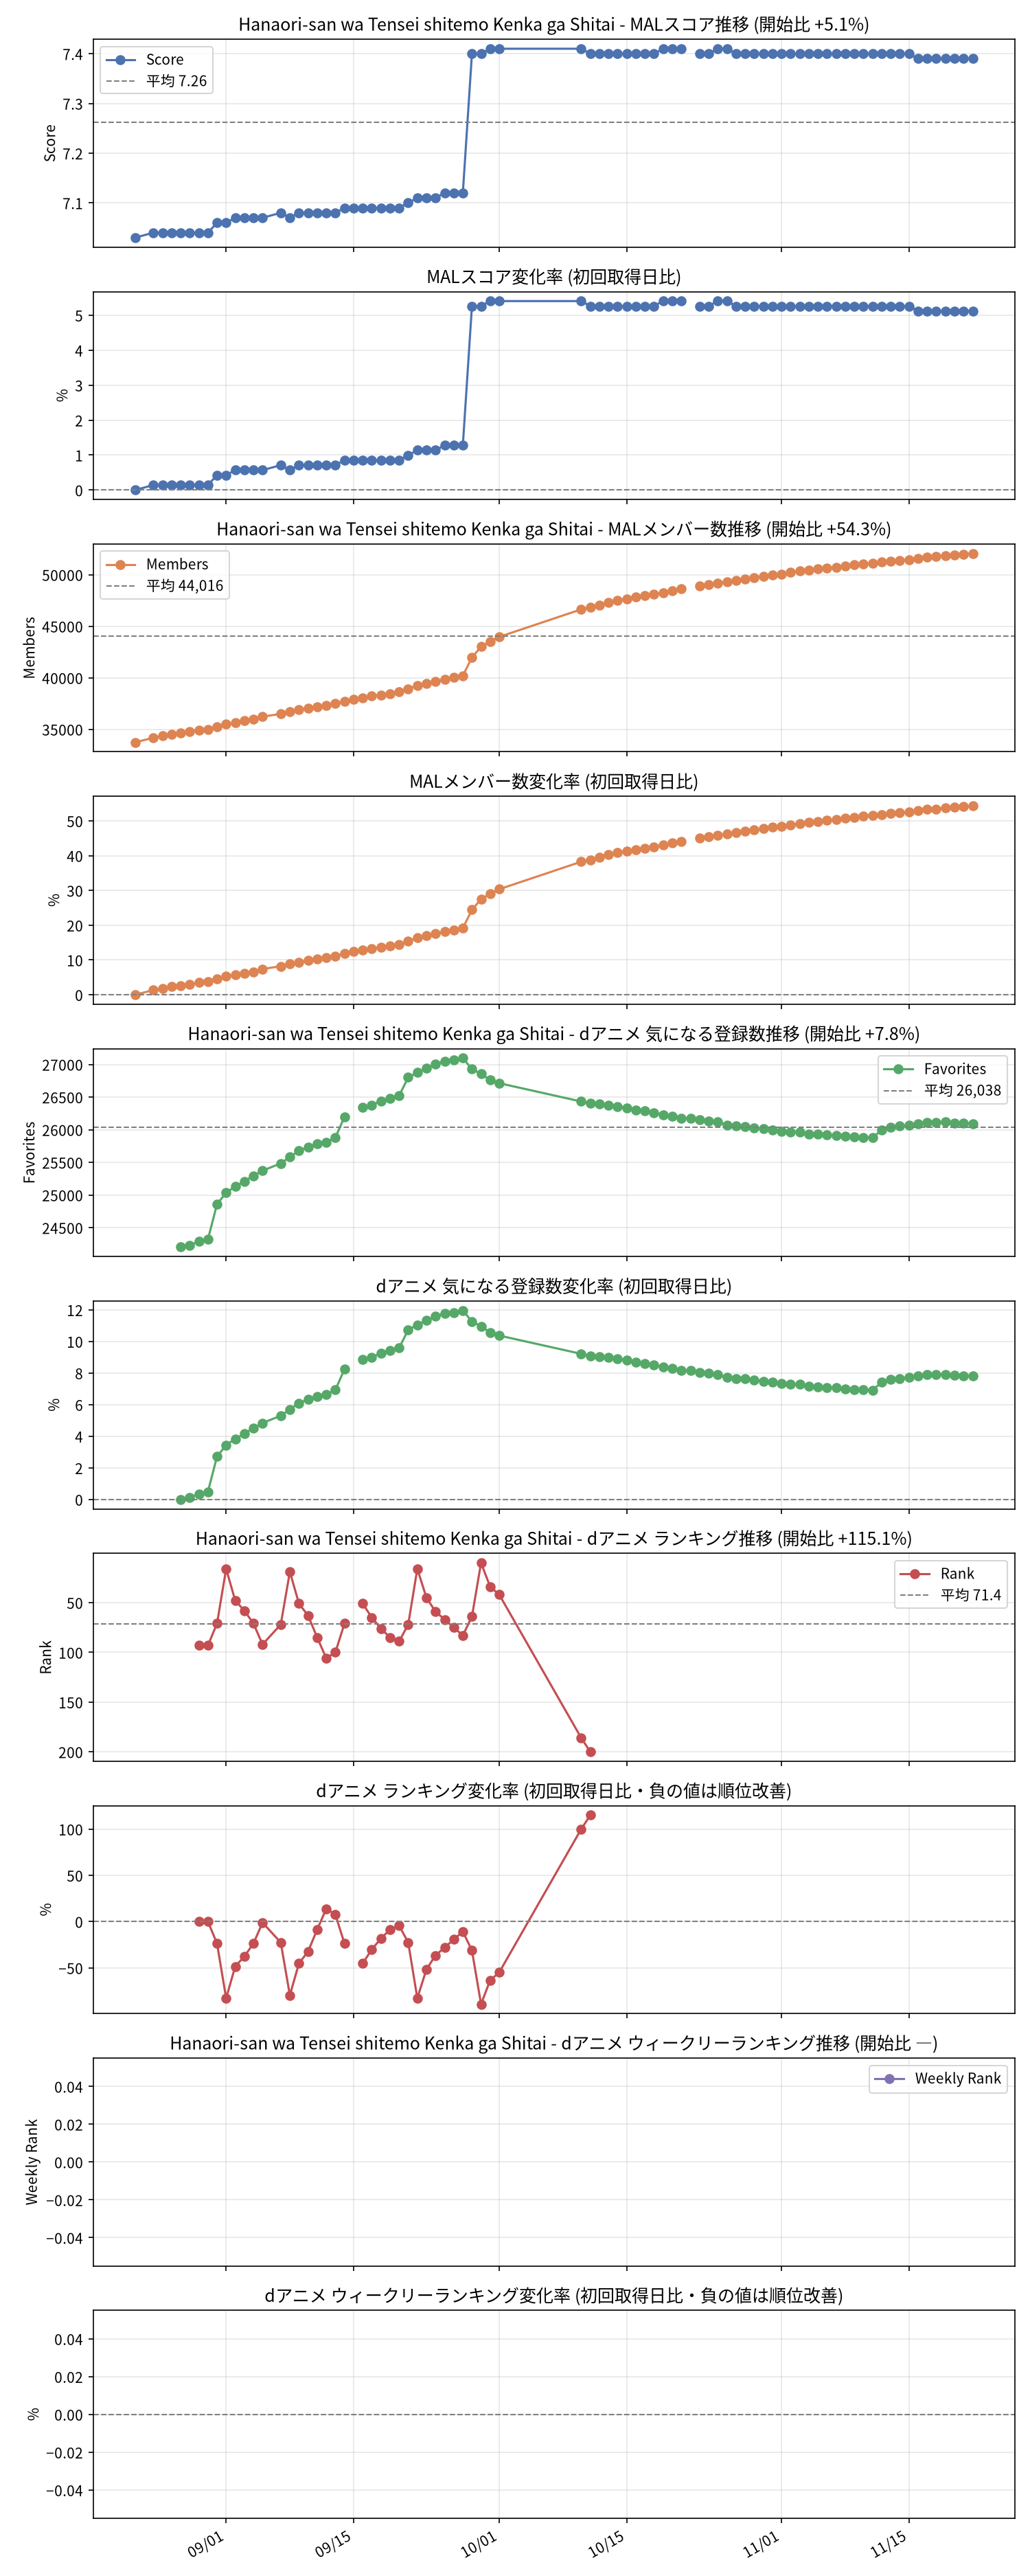 Hanaori-san wa Tensei shitemo Kenka ga Shitai - MALスコア推移 (開始比 +5.1%)
Score
7.4
7.3
7.2
7.1
Score
平均 7.26
MALスコア変化率 (初回取得日比)
%
5
4
3
2
1
0
Hanaori-san wa Tensei shitemo Kenka ga Shitai - MALメンバー数推移 (開始比 +54.3%)
Members
50000
45000
40000
35000
Members
平均 44,016
MALメンバー数変化率 (初回取得日比)
%
50
40
30
20
10
0
Hanaori-san wa Tensei shitemo Kenka ga Shitai - dアニメ 気になる登録数推移 (開始比 +7.8%)
Favorites
27000
26500
26000
25500
25000
24500
Favorites
平均 26,038
dアニメ 気になる登録数変化率 (初回取得日比)
%
12
10
8
6
4
2
0
Hanaori-san wa Tensei shitemo Kenka ga Shitai - dアニメ ランキング推移 (開始比 +115.1%)
Rank
50
100
150
200
Rank
平均 71.4
dアニメ ランキング変化率 (初回取得日比・負の値は順位改善)
%
100
50
0
−50
Hanaori-san wa Tensei shitemo Kenka ga Shitai - dアニメ ウィークリーランキング推移 (開始比 —)
Weekly Rank
0.04
0.02
0.00
−0.02
−0.04
Weekly Rank
dアニメ ウィークリーランキング変化率 (初回取得日比・負の値は順位改善)
%
0.04
0.02
0.00
−0.02
−0.04
09/01
09/15
10/01
10/15
11/01
11/15